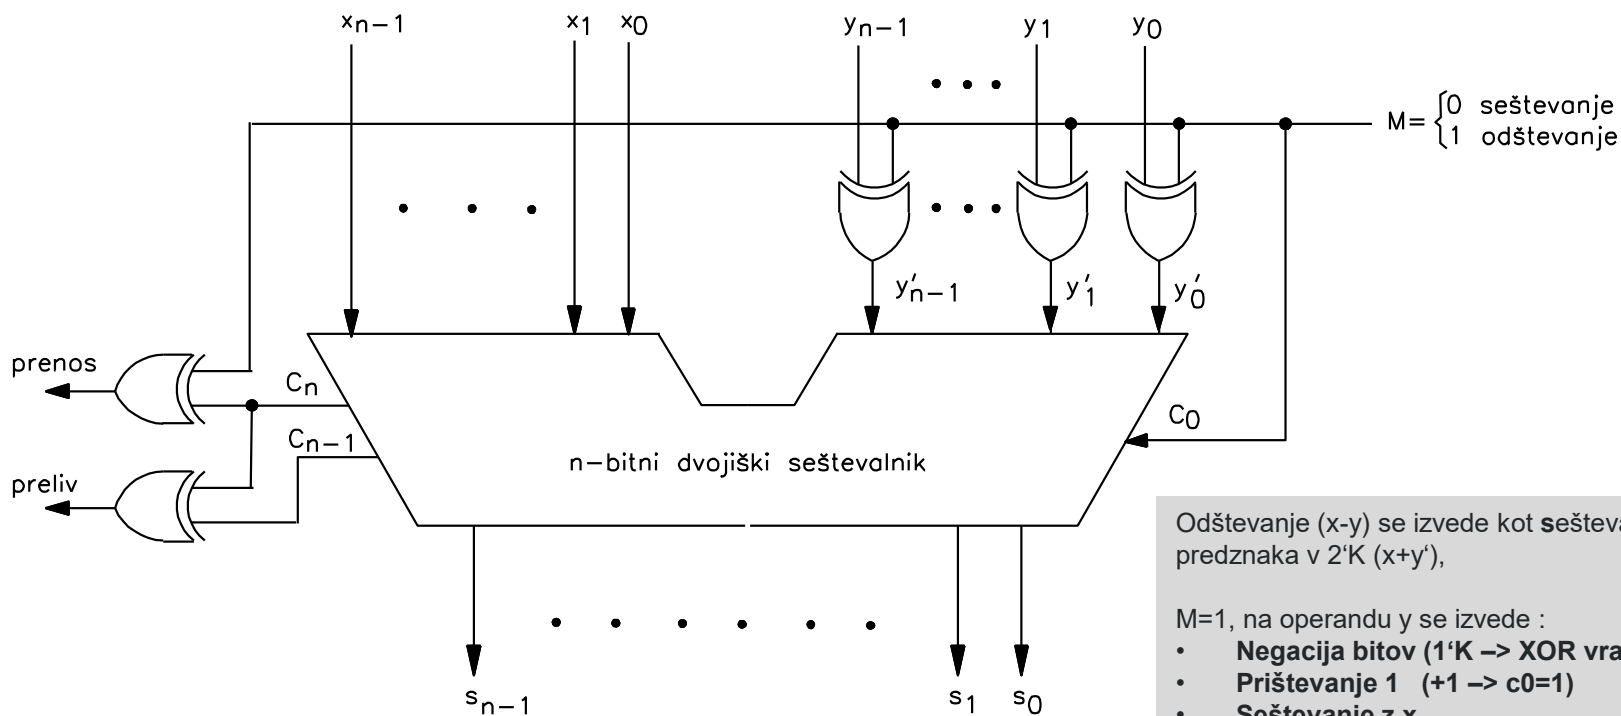 xn−1 x1 x0 yn−1 y1 y0
M= {0 seštevanje
1 odštevanje
y'n−1 y'1 y'0
prenos
Cn
C0
Cn−1
n−bitni dvojiški seštevalnik
preliv
Odštevanje (x-y) se izvede kot
predznaka v 2‘K (x+y‘),
M=1, na operandu y se izvede :
• Negacija bitov (1‘K –> XOR
• Prištevanje 1 (+1 –> c0=1)
• Seštevanje z x
sn−1 s1 s0